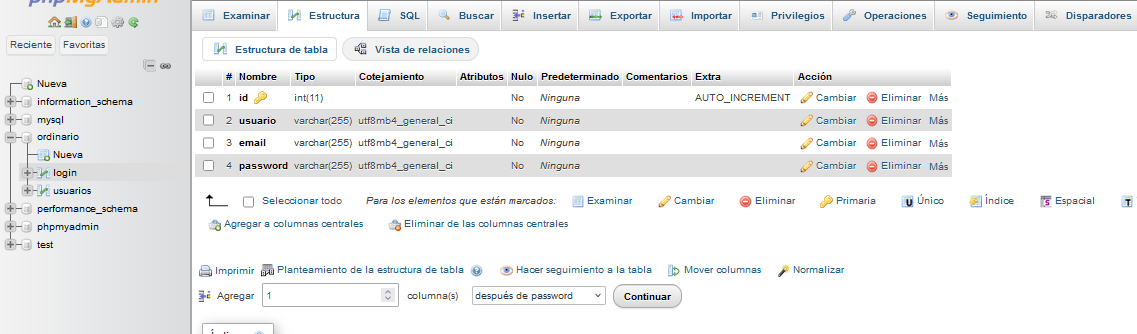 phpMyAdmin
Reciente Favoritas
Nueva
information_schema
mysql
ordinario
Nueva
login
usuarios
performance_schema
phpmyadmin
test
Examinar Estructura SQL Buscar Insertar Exportar Importar Privilegios Operaciones Seguimiento Disparadores
Estructura de tabla Vista de relaciones
# Nombre Tipo Cotejamiento Atributos Nulo Predeterminado Comentarios Extra Acción
1 id int(11) No Ninguna AUTO_INCREMENT Cambiar Eliminar Más
2 usuario varchar(255) utf8mb4_general_ci No Ninguna Cambiar Eliminar Más
3 email varchar(255) utf8mb4_general_ci No Ninguna Cambiar Eliminar Más
4 password varchar(255) utf8mb4_general_ci No Ninguna Cambiar Eliminar Más
Seleccionar todo Para los elementos que están marcados: Examinar Cambiar Eliminar Primaria U Único Índice S Espacial T
Agregar a columnas centrales Eliminar de las columnas centrales
Imprimir Planteamiento de la estructura de tabla Hacer seguimiento a la tabla Mover columnas Normalizar
Agregar 1 columna(s) después de password Continuar